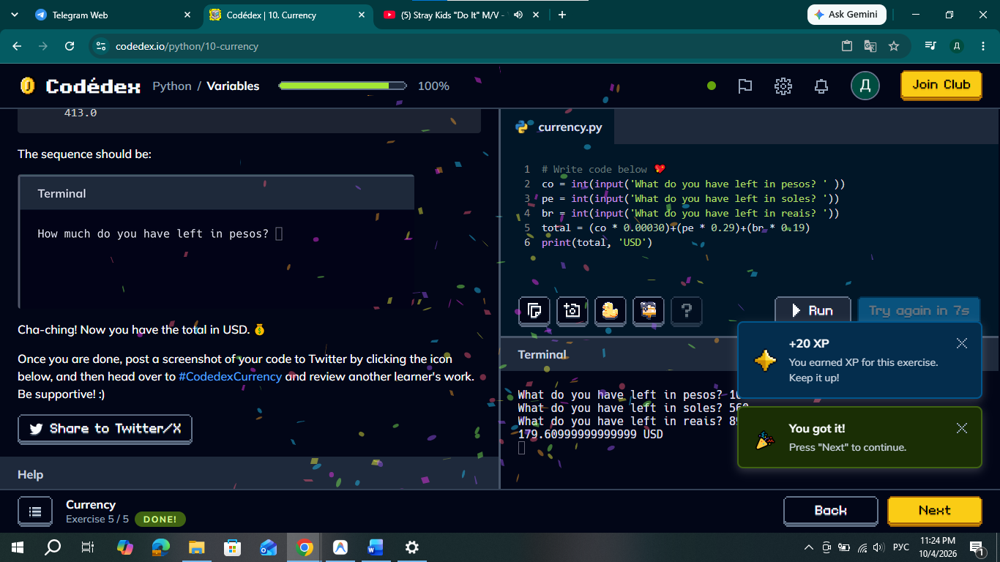 Telegram Web
Codédex | 10. Currency
(5) Stray Kids "Do It" M/V -
Ask Gemini
codedex.io/python/10-currency
Д
Codédex
Python / Variables
100%
Д
Join Club
413.0
The sequence should be:
Terminal
How much do you have left in pesos?
Cha-ching! Now you have the total in USD. 💰
Once you are done, post a screenshot of your code to Twitter by clicking the icon
below, and then head over to #CodedexCurrency and review another learner's work.
Be supportive! :)
Share to Twitter/X
Help
currency.py
1 # Write code below 💖
2 co = int(input('What do you have left in pesos? ' ))
3 pe = int(input('What do you have left in soles? '))
4 br = int(input('What do you have left in reais? '))
5 total = (co * 0.00030)+(pe * 0.29)+(br * 0.19)
6 print(total, 'USD')
?
Run
Try again in 7s
Terminal
What do you have left in pesos?
What do you have left in soles? 560
What do you have left in reais?
179.60999999999999 USD
+20 XP
You earned XP for this exercise.
Keep it up!
You got it!
Press "Next" to continue.
Currency
Exercise 5 / 5 DONE!
Back
Next
РУС
11:24 PM
10/4/2026
1